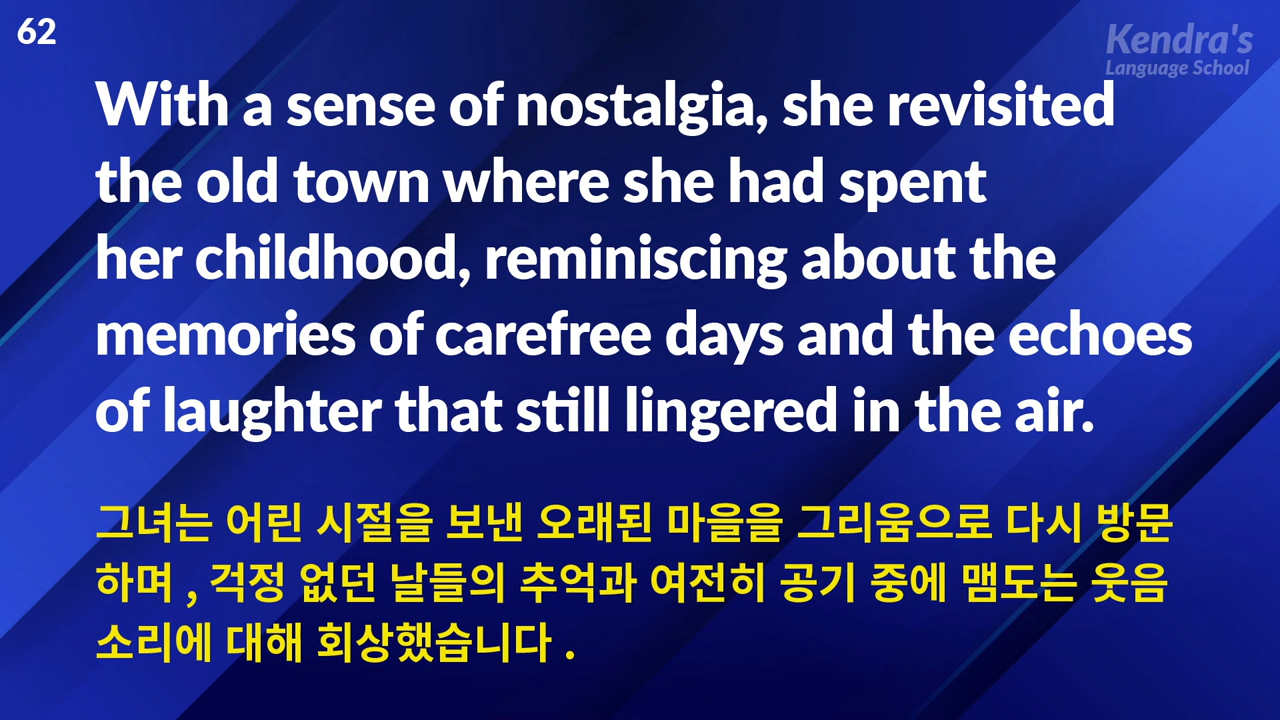 62
Kendra's
Language School
With a sense of nostalgia, she revisited
the old town where she had spent
her childhood, reminiscing about the
memories of carefree days and the echoes
of laughter that still lingered in the air.
그녀는 어린 시절을 보낸 오래된 마을을 그리움으로 다시 방문
하며 , 걱정 없던 날들의 추억과 여전히 공기 중에 맴도는 웃음
소리에 대해 회상했습니다 .